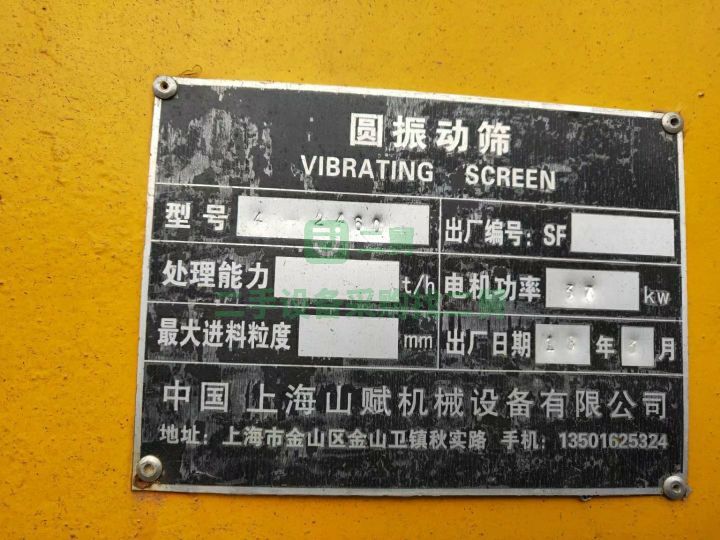 圆振动筛
VIBRATING SCREEN
型号 4 2460 出厂编号: SF
处理能力 t/h 电机功率 kw
最大进料粒度 mm 出厂日期 年 月
中国 上海山赋机械设备有限公司
地址: 上海市金山区金山卫镇秋实路 手机: 13501625324